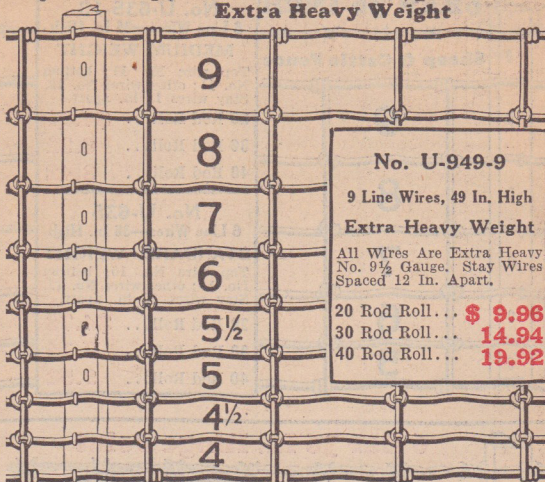 Extra Heavy Weight
9
8
7
6
5½
5
4½
4
No. U-949-9
9 Line Wires, 49 In. High
Extra Heavy Weight
All Wires Are Extra Heavy
No. 9½ Gauge. Stay Wires
Spaced 12 In. Apart.
20 Rod Roll... $ 9.96
30 Rod Roll... 14.94
40 Rod Roll... 19.92